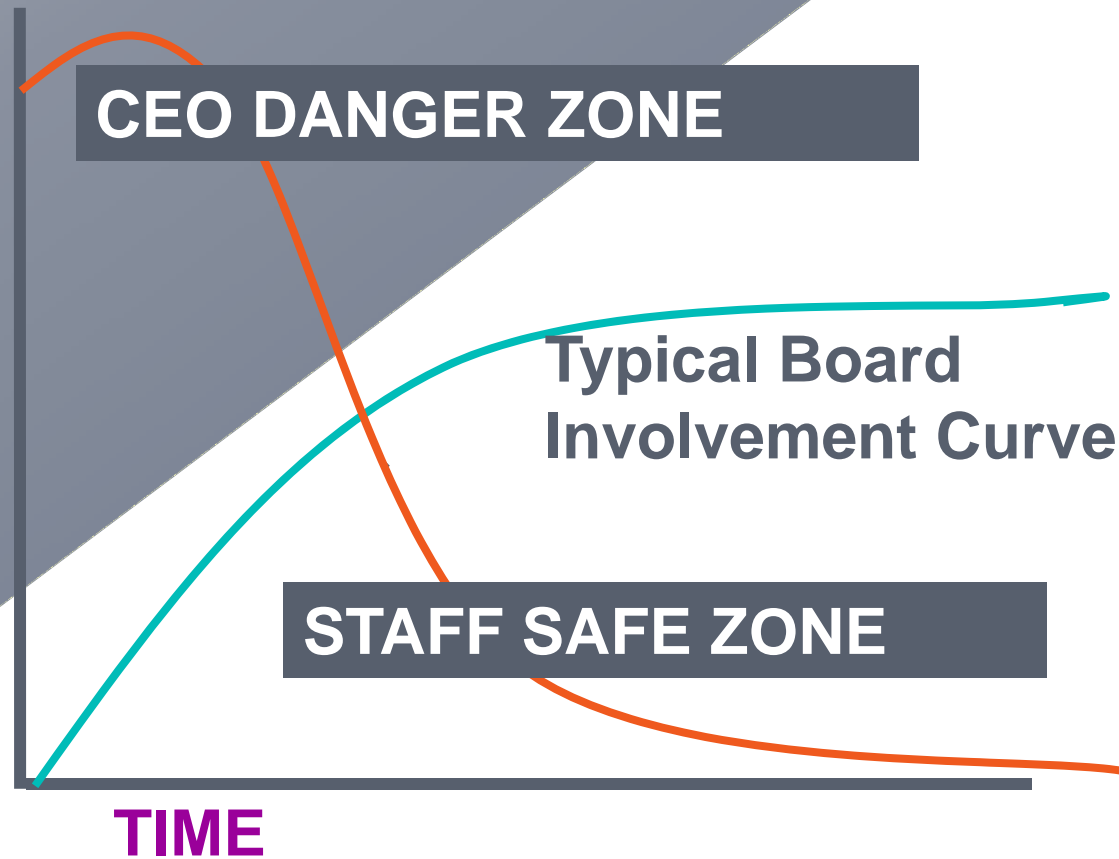 CEO DANGER ZONE
Typical Board
Involvement Curve
STAFF SAFE ZONE
TIME